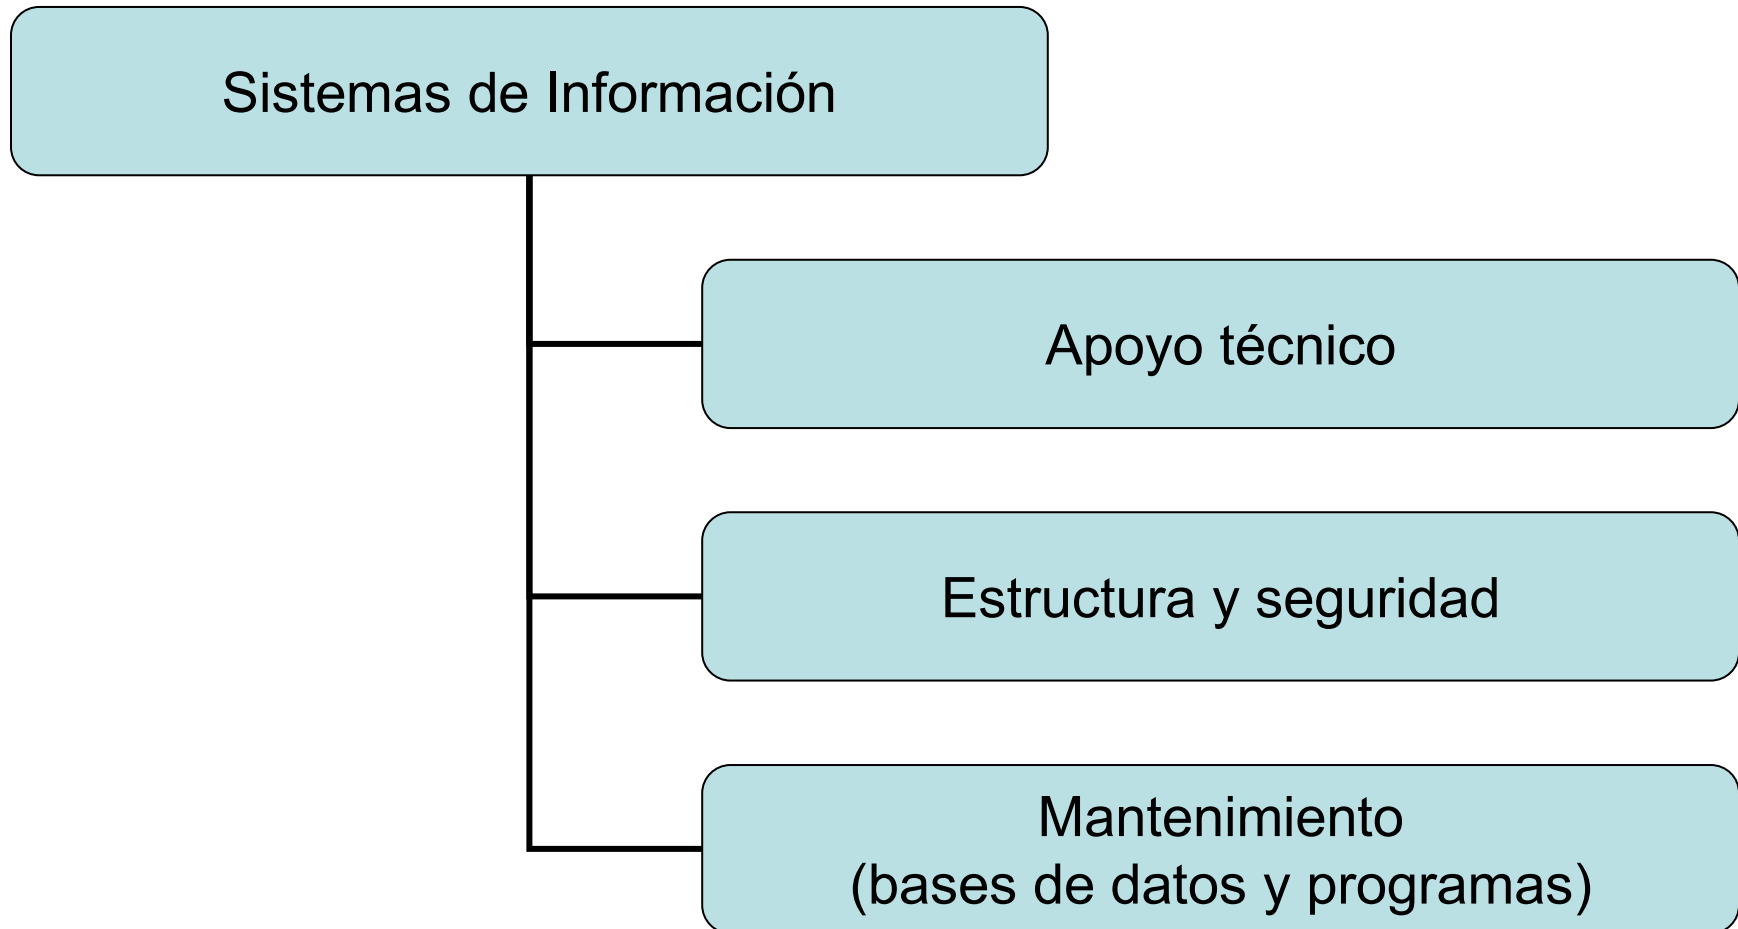 Sistemas de Información
Apoyo técnico
Estructura y seguridad
Mantenimiento
(bases de datos y programas)